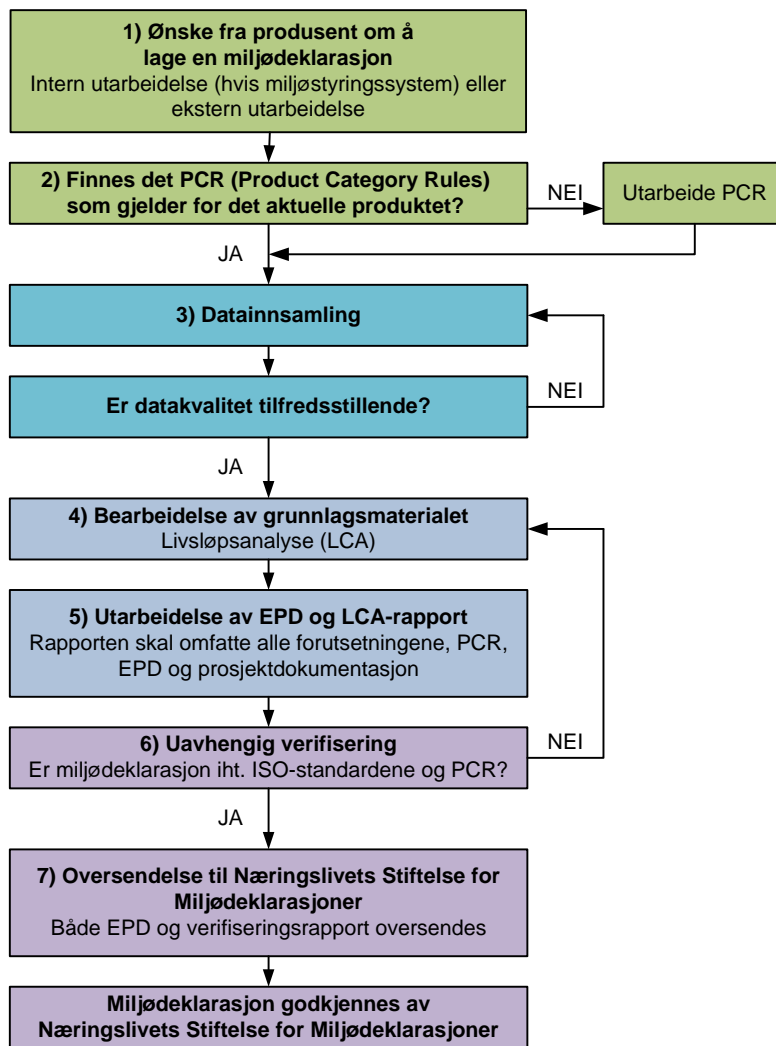 1) Ønske fra produsent om å
lage en miljødeklarasjon
Intern utarbeidelse (hvis miljøstyringssystem) eller
ekstern utarbeidelse
2) Finnes det PCR (Product Category Rules)
som gjelder for det aktuelle produktet?
NEI
Utarbeide PCR
JA
3) Datainnsamling
Er datakvalitet tilfredsstillende?
NEI
JA
4) Bearbeidelse av grunnlagsmaterialet
Livsløpsanalyse (LCA)
5) Utarbeidelse av EPD og LCA-rapport
Rapporten skal omfatte alle forutsetningene, PCR,
EPD og prosjektdokumentasjon
6) Uavhengig verifisering
Er miljødeklarasjon iht. ISO-standardene og PCR?
NEI
JA
7) Oversendelse til Næringslivets Stiftelse for
Miljødeklarasjoner
Både EPD og verifiseringsrapport oversendes
Miljødeklarasjon godkjennes av
Næringslivets Stiftelse for Miljødeklarasjoner